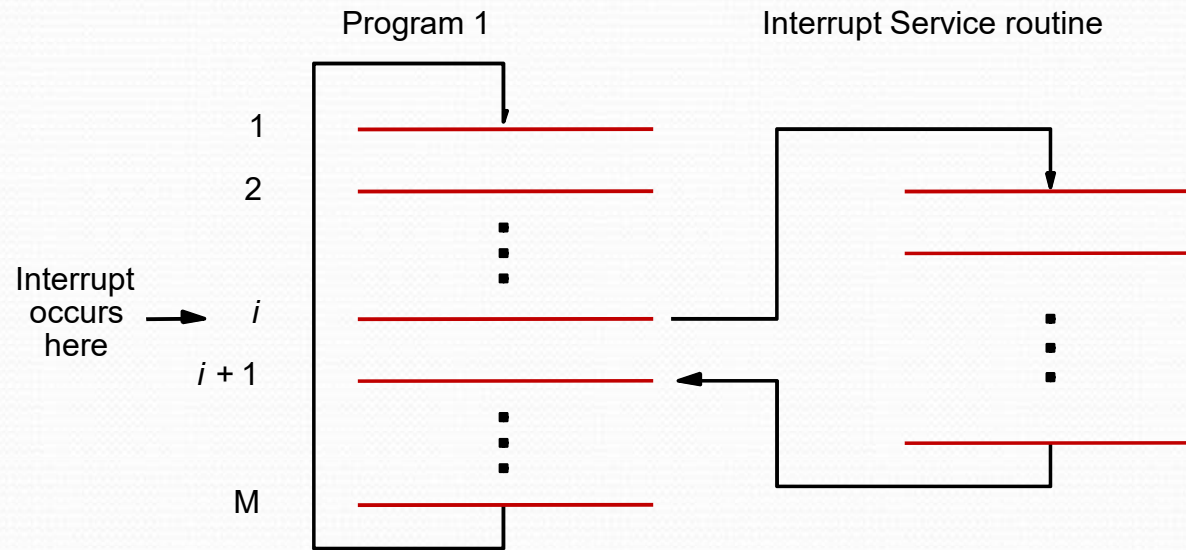 Program 1
Interrupt Service routine
1
2
Interrupt
occurs
here
i
i + 1
M